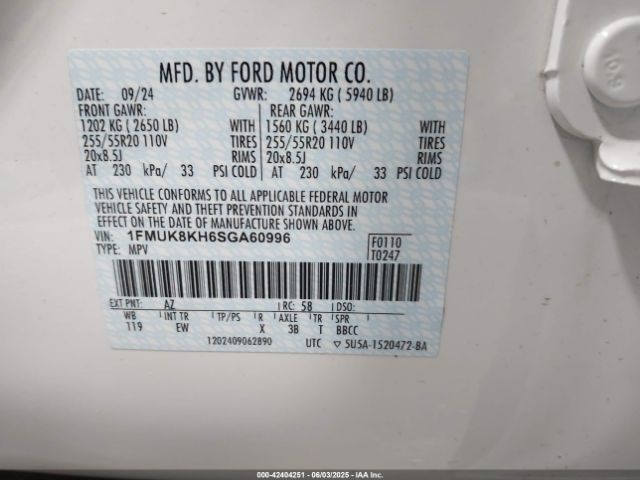 MFD. BY FORD MOTOR CO.
DATE: 09/24 GVWR: 2694 KG ( 5940 LB)
FRONT GAWR: REAR GAWR:
1202 KG ( 2650 LB) WITH 1560 KG ( 3440 LB) WITH
255/55R20 110V TIRES 255/55R20 110V TIRES
20x8.5J RIMS 20x8.5J RIMS
AT 230 kPa/ 33 PSI COLD AT 230 kPa/ 33 PSI COLD
THIS VEHICLE CONFORMS TO ALL APPLICABLE FEDERAL MOTOR
VEHICLE SAFETY AND THEFT PREVENTION STANDARDS IN
EFFECT ON THE DATE OF MANUFACTURE SHOWN ABOVE.
VIN: 1FMUK8KH6SGA60996 F0110
TYPE: MPV T0247
EXT PNT: AZ RC: 58 DSO:
WB INT TR TP/PS R AXLE TR SPR
119 EW X 3B T BBCC
1202409062890 UTC ▽ 5U5A-1520472-BA
000-42404251 - 06/03/2025 - IAA Inc.